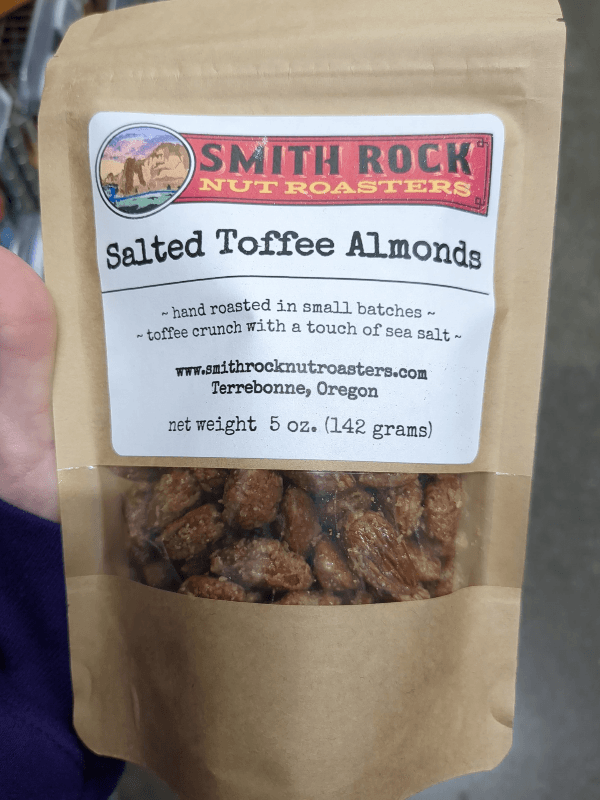 SMITH ROCK
NUT ROASTERS
Salted Toffee Almonds
~ hand roasted in small batches ~
~ toffee crunch with a touch of sea salt ~
www.smithrocknutroasters.com
Terrebonne, Oregon
net weight 5 oz. (142 grams)